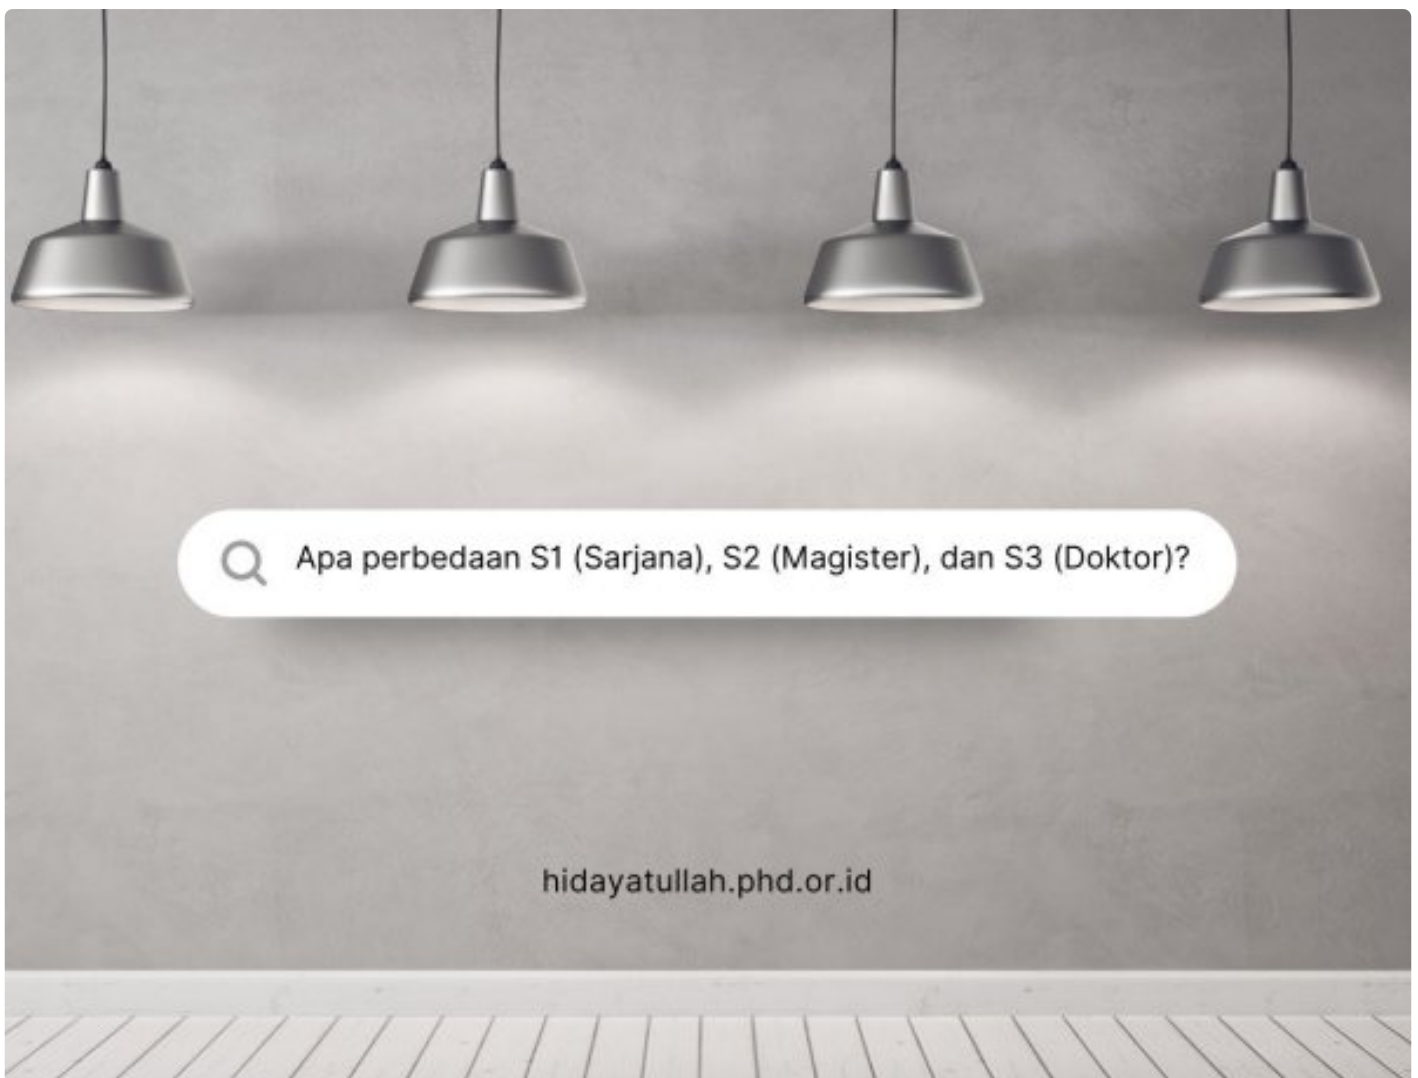 Apa perbedaan S1 (Sarjana), S2 (Magister), dan S3 (Doktor)?
hidayatullah.phd.or.id